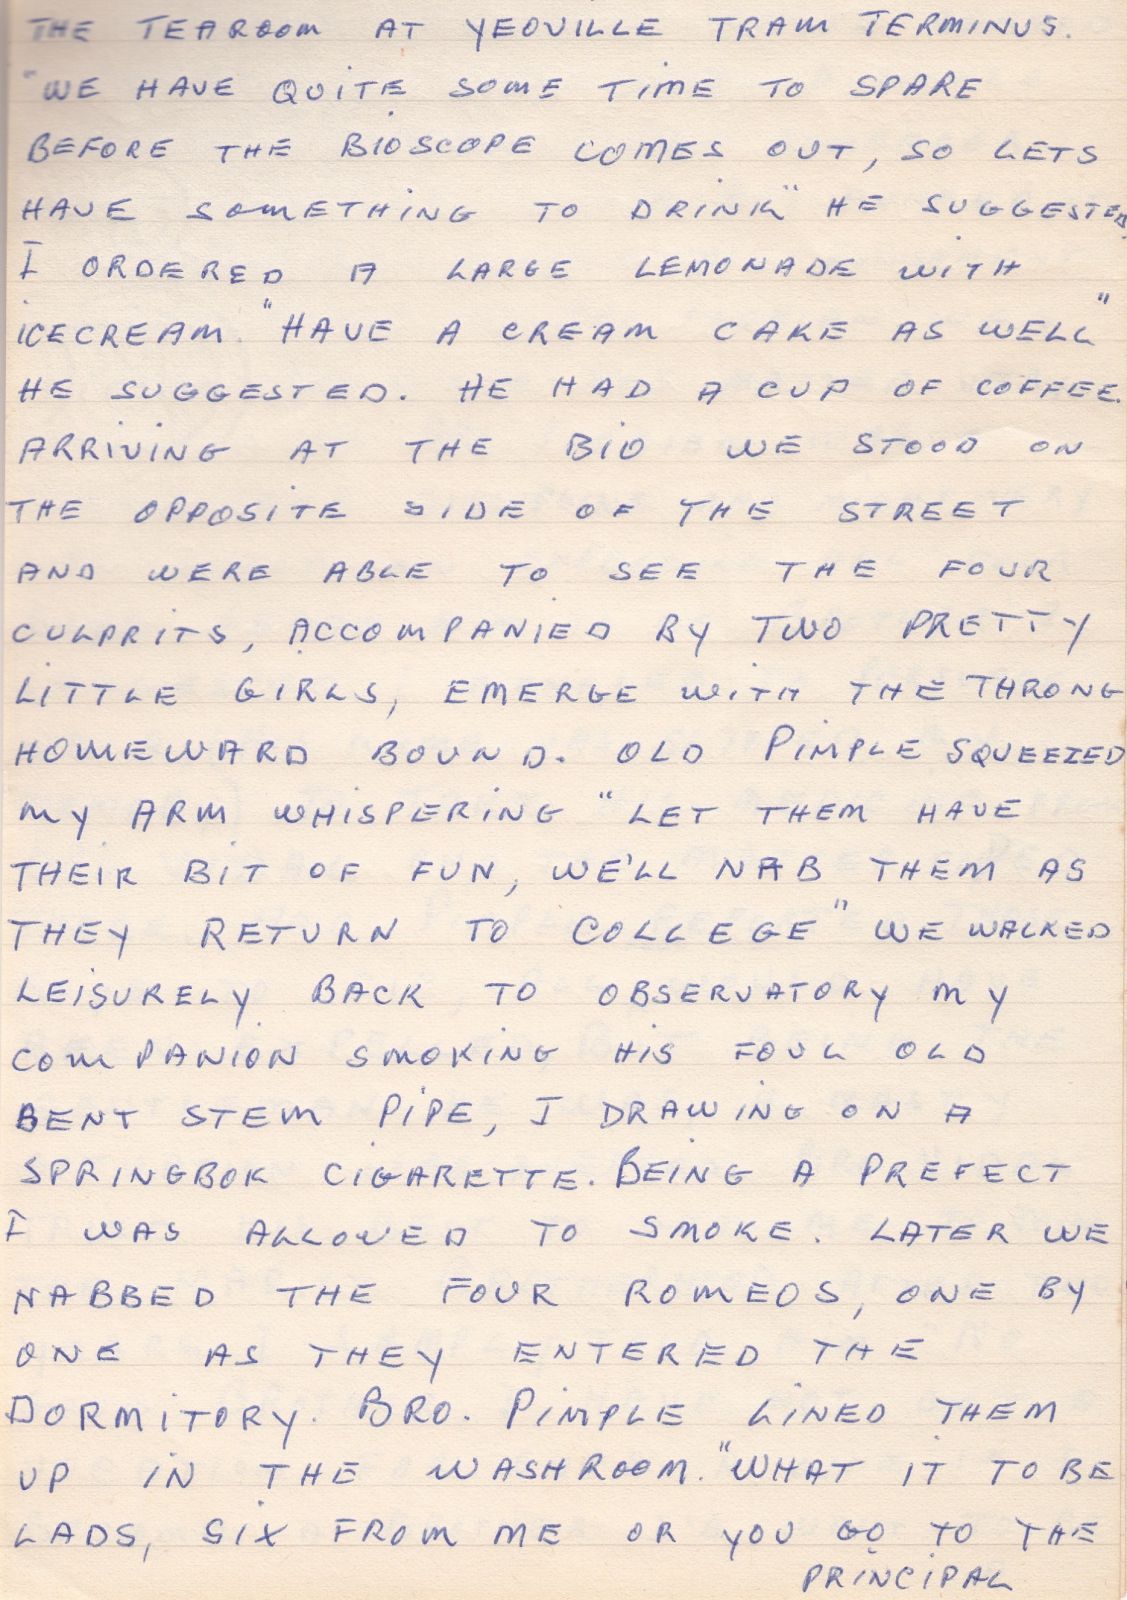 THE TEAROOM AT YEOVILLE TRAM TERMINUS.
"WE HAVE QUITE SOME TIME TO SPARE
BEFORE THE BIOSCOPE COMES OUT, SO LETS
HAVE SOMETHING TO DRINK" HE SUGGESTED.
I ORDERED A LARGE LEMONADE WITH
ICECREAM. "HAVE A CREAM CAKE AS WELL"
HE SUGGESTED. HE HAD A CUP OF COFFEE.
ARRIVING AT THE BIO WE STOOD ON
THE OPPOSITE SIDE OF THE STREET
AND WERE ABLE TO SEE THE FOUR
CULPRITS, ACCOMPANIED BY TWO PRETTY
LITTLE GIRLS, EMERGE WITH THE THRONG
HOMEWARD BOUND. OLD PIMPLE SQUEEZED
MY ARM WHISPERING "LET THEM HAVE
THEIR BIT OF FUN, WE'LL NAB THEM AS
THEY RETURN TO COLLEGE" WE WALKED
LEISURELY BACK TO OBSERVATORY MY
COMPANION SMOKING HIS FOUL OLD
BENT STEM PIPE, I DRAWING ON A
SPRINGBOK CIGARETTE. BEING A PREFECT
I WAS ALLOWED TO SMOKE. LATER WE
NABBED THE FOUR ROMEOS, ONE BY
ONE AS THEY ENTERED THE
DORMITORY. BRO. PIMPLE LINED THEM
UP IN THE WASHROOM. "WHAT IT TO BE
LADS, SIX FROM ME OR YOU GO TO THE
PRINCIPAL